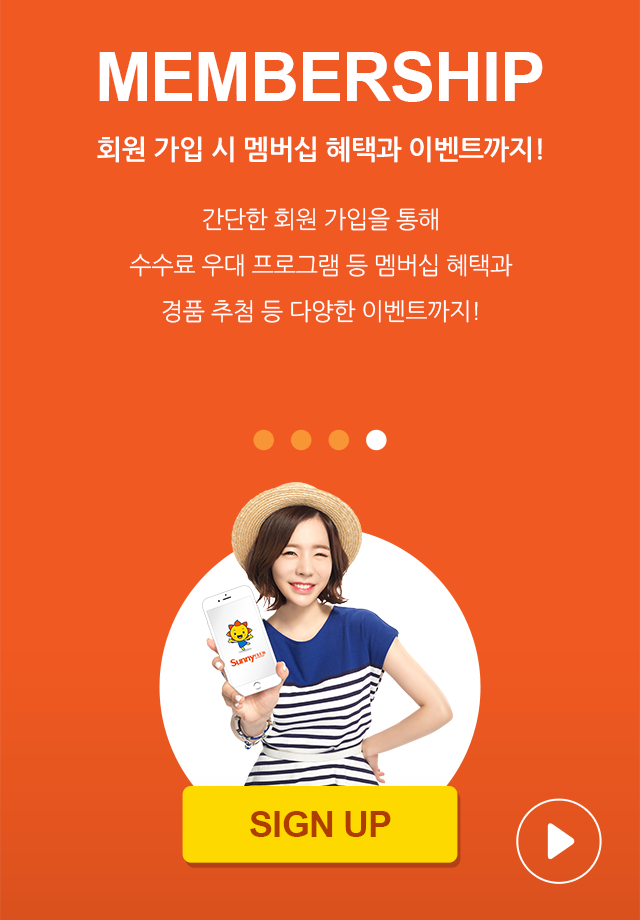 MEMBERSHIP
회원 가입 시 멤버십 혜택과 이벤트까지!
간단한 회원 가입을 통해
수수료 우대 프로그램 등 멤버십 혜택과
경품 추첨 등 다양한 이벤트까지!
Sunny
SIGN UP